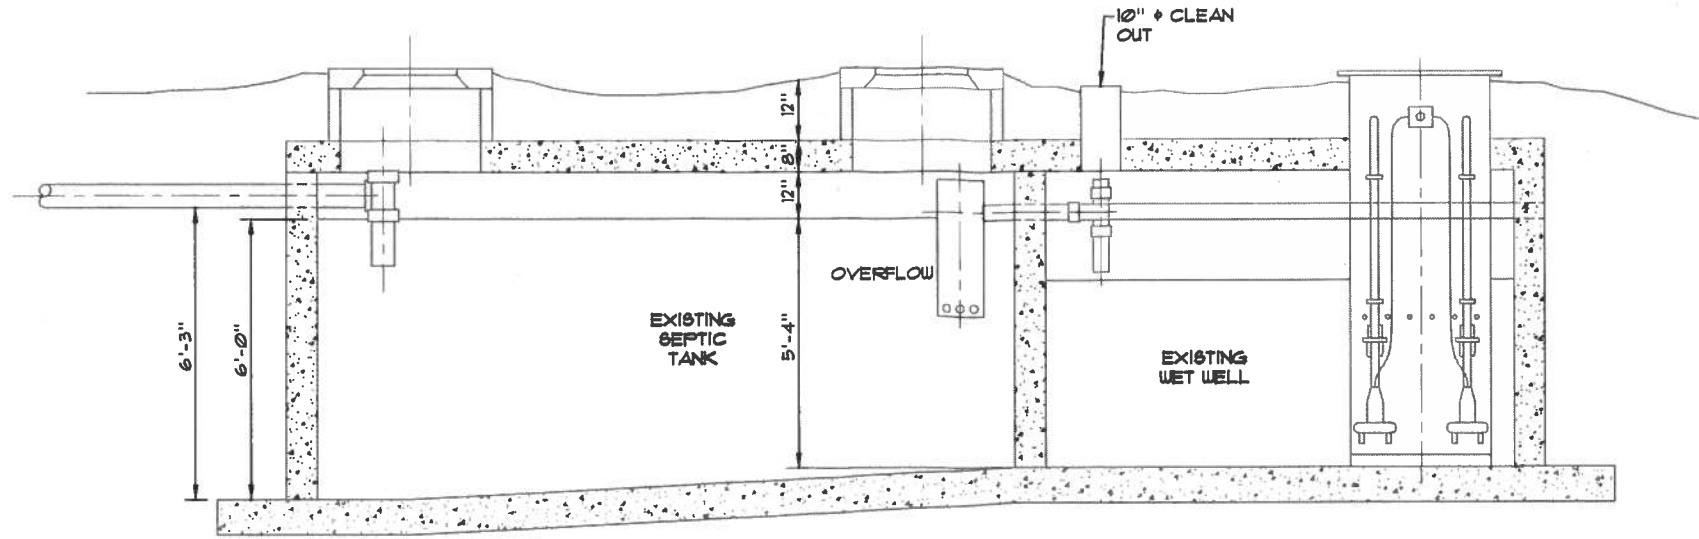 10" ϕ CLEAN
OUT
12"
8"
12"
OVERFLOW
EXISTING
SEPTIC
TANK
5'-4"
6'-3"
6'-0"
EXISTING
WET WELL